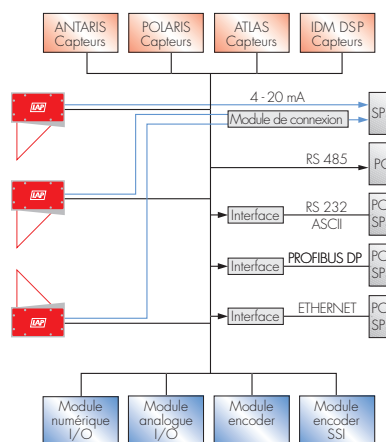 ANTARIS
Capteurs
POLARIS
Capteurs
ATLAS
Capteurs
IDM DSP
Capteurs
4 - 20 mA
Module de connexion
IAP
RS 485
IAP
Interface
RS 232
ASCII
Interface
PROFIBUS DP
Interface
ETHERNET
IAP
Module
numérique
I/O
Module
analogue
I/O
Module
encoder
Module
encoder
SSI